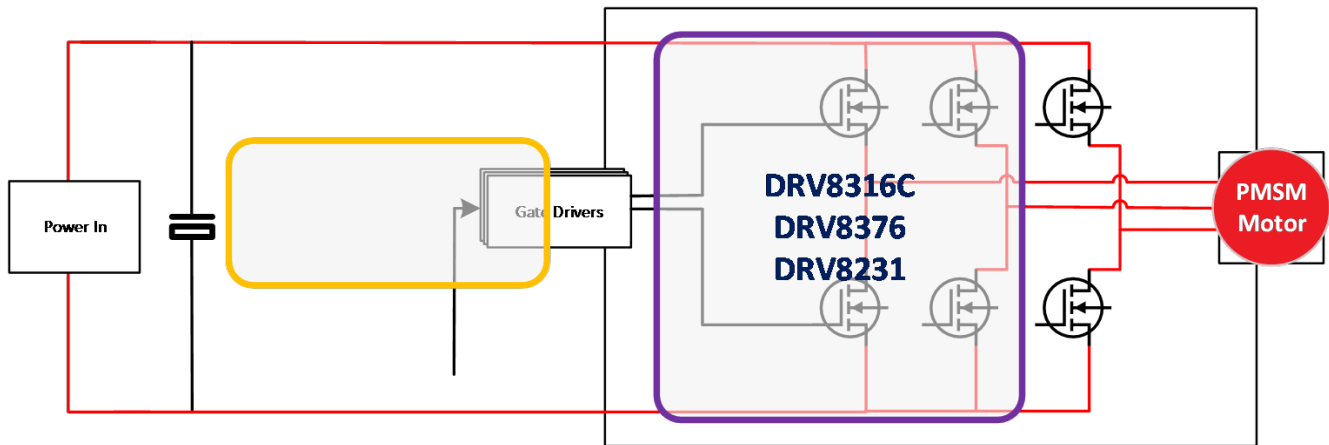 Power In
Gate Drivers
DRV8316C
DRV8376
DRV8231
PMSM
Motor